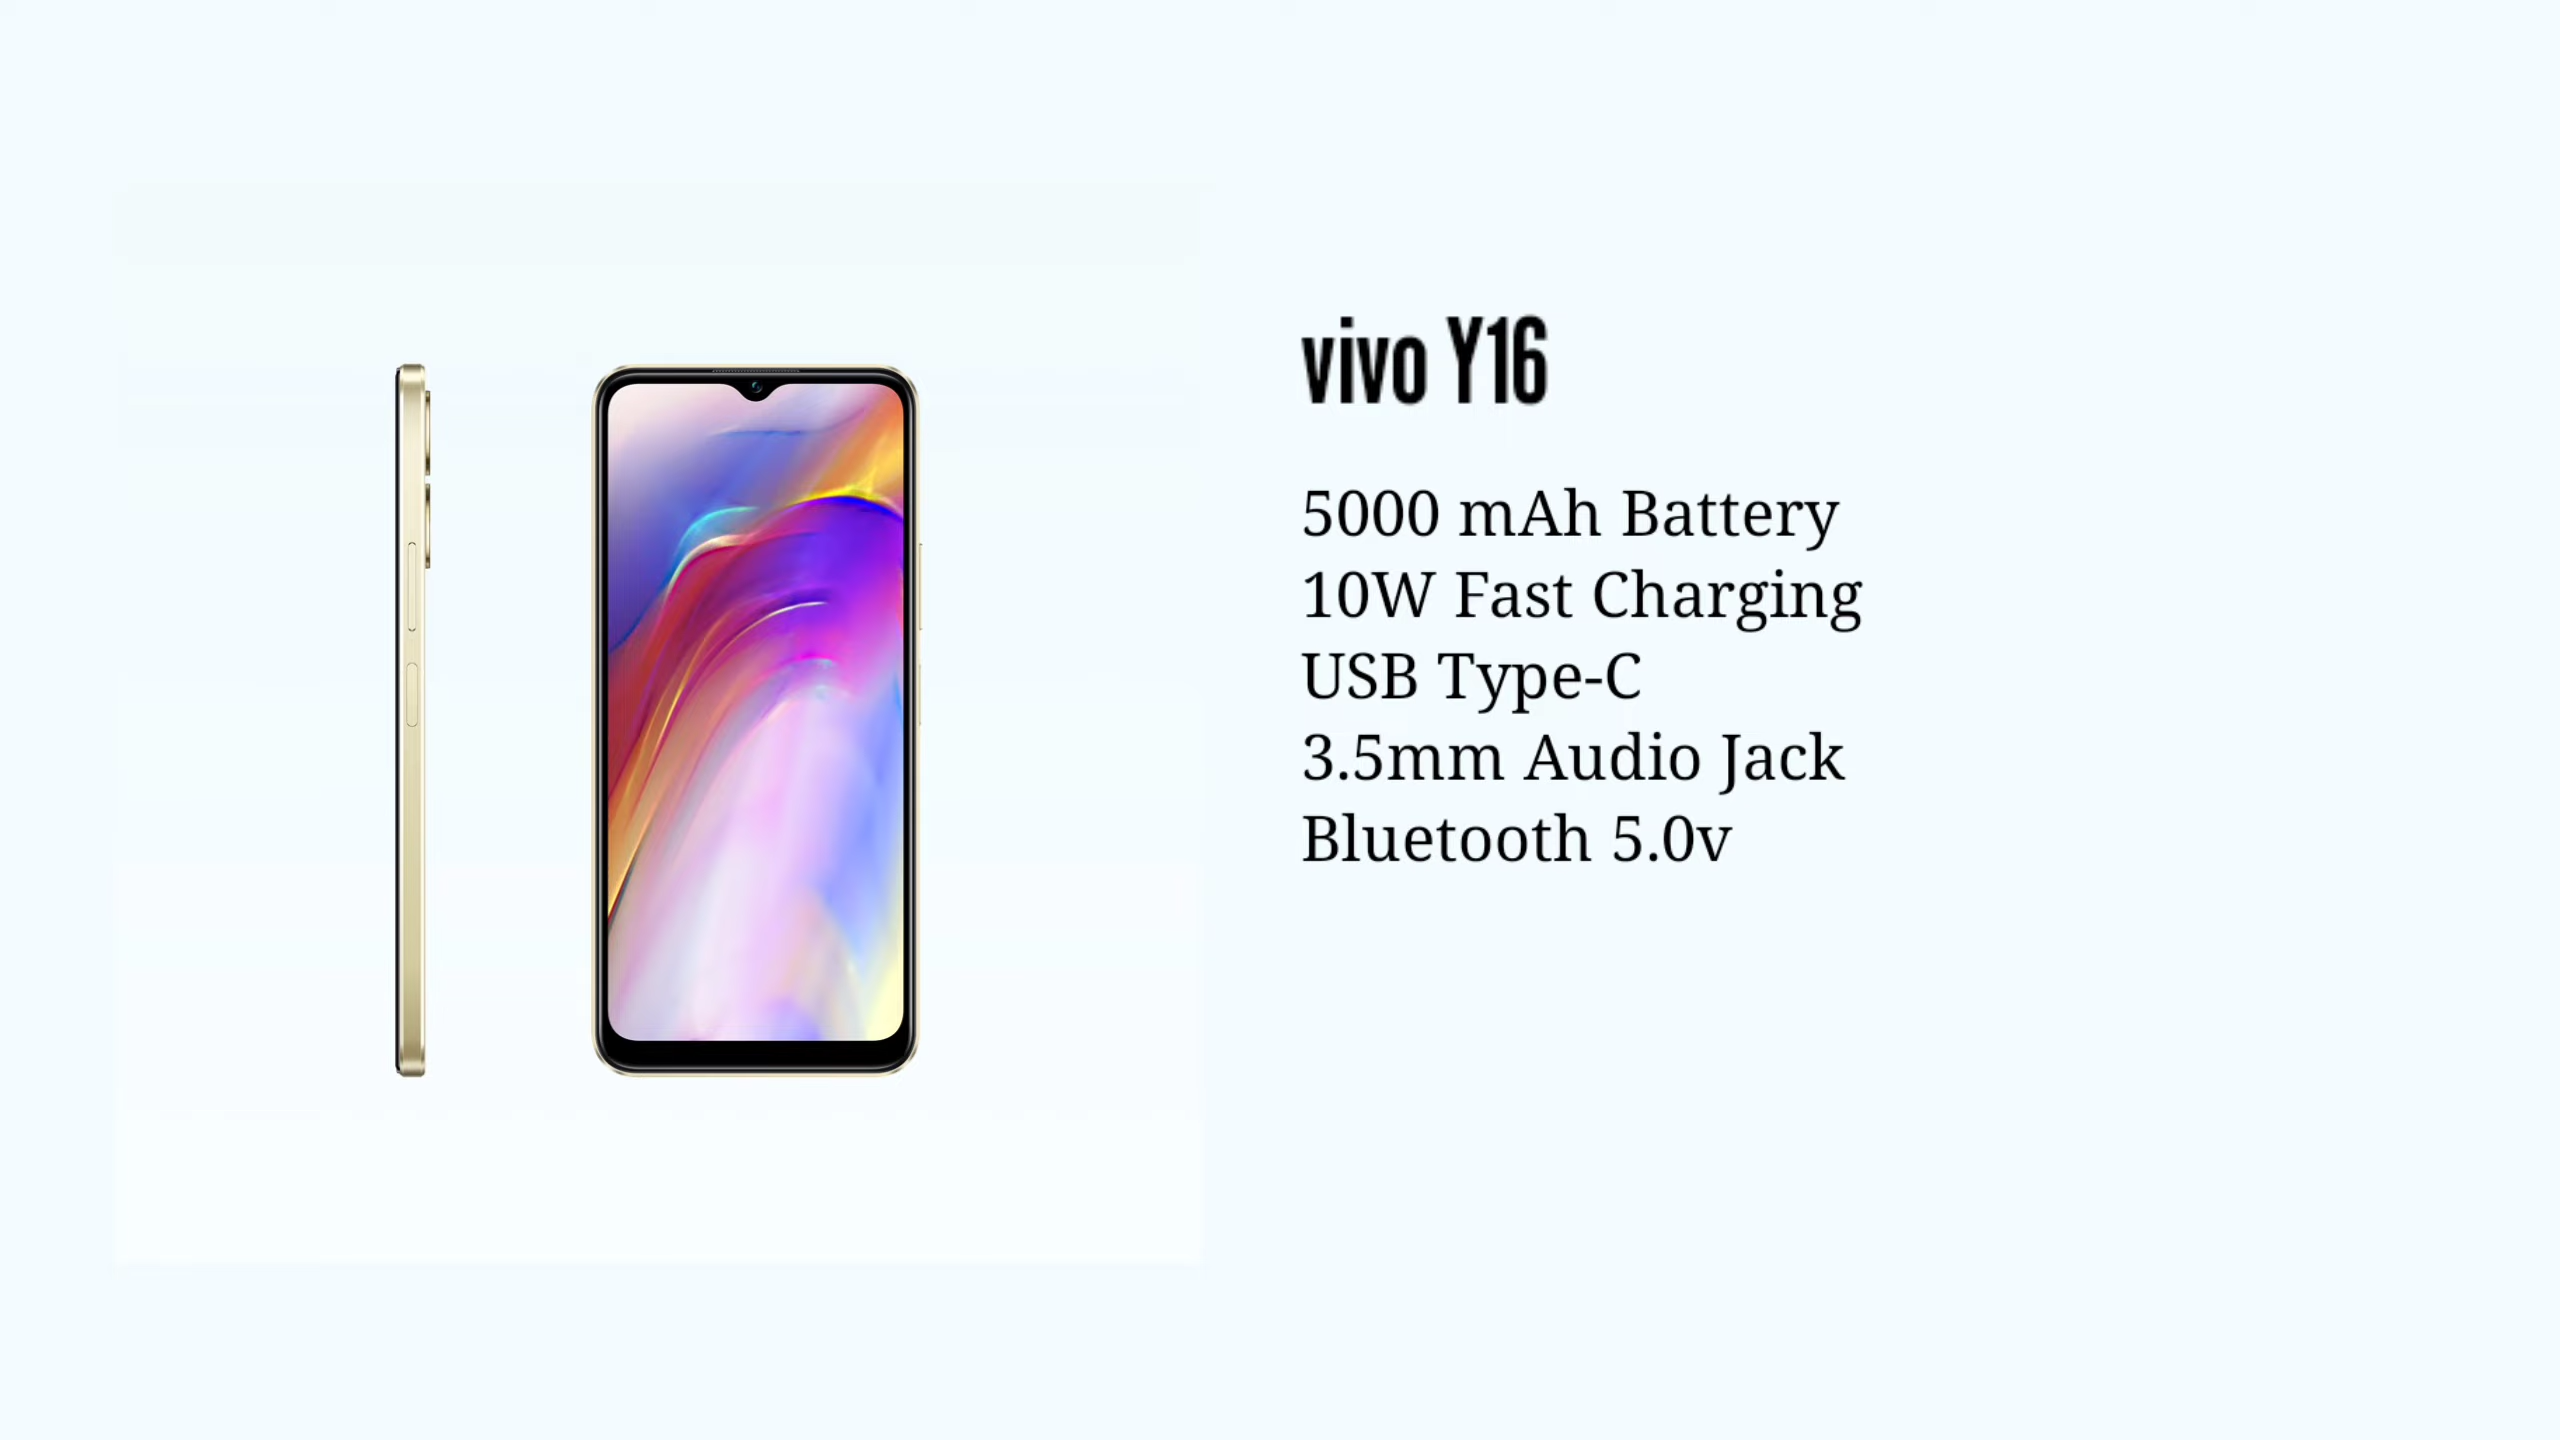 vivo Y16
5000 mAh Battery
10W Fast Charging
USB Type-C
3.5mm Audio Jack
Bluetooth 5.0v